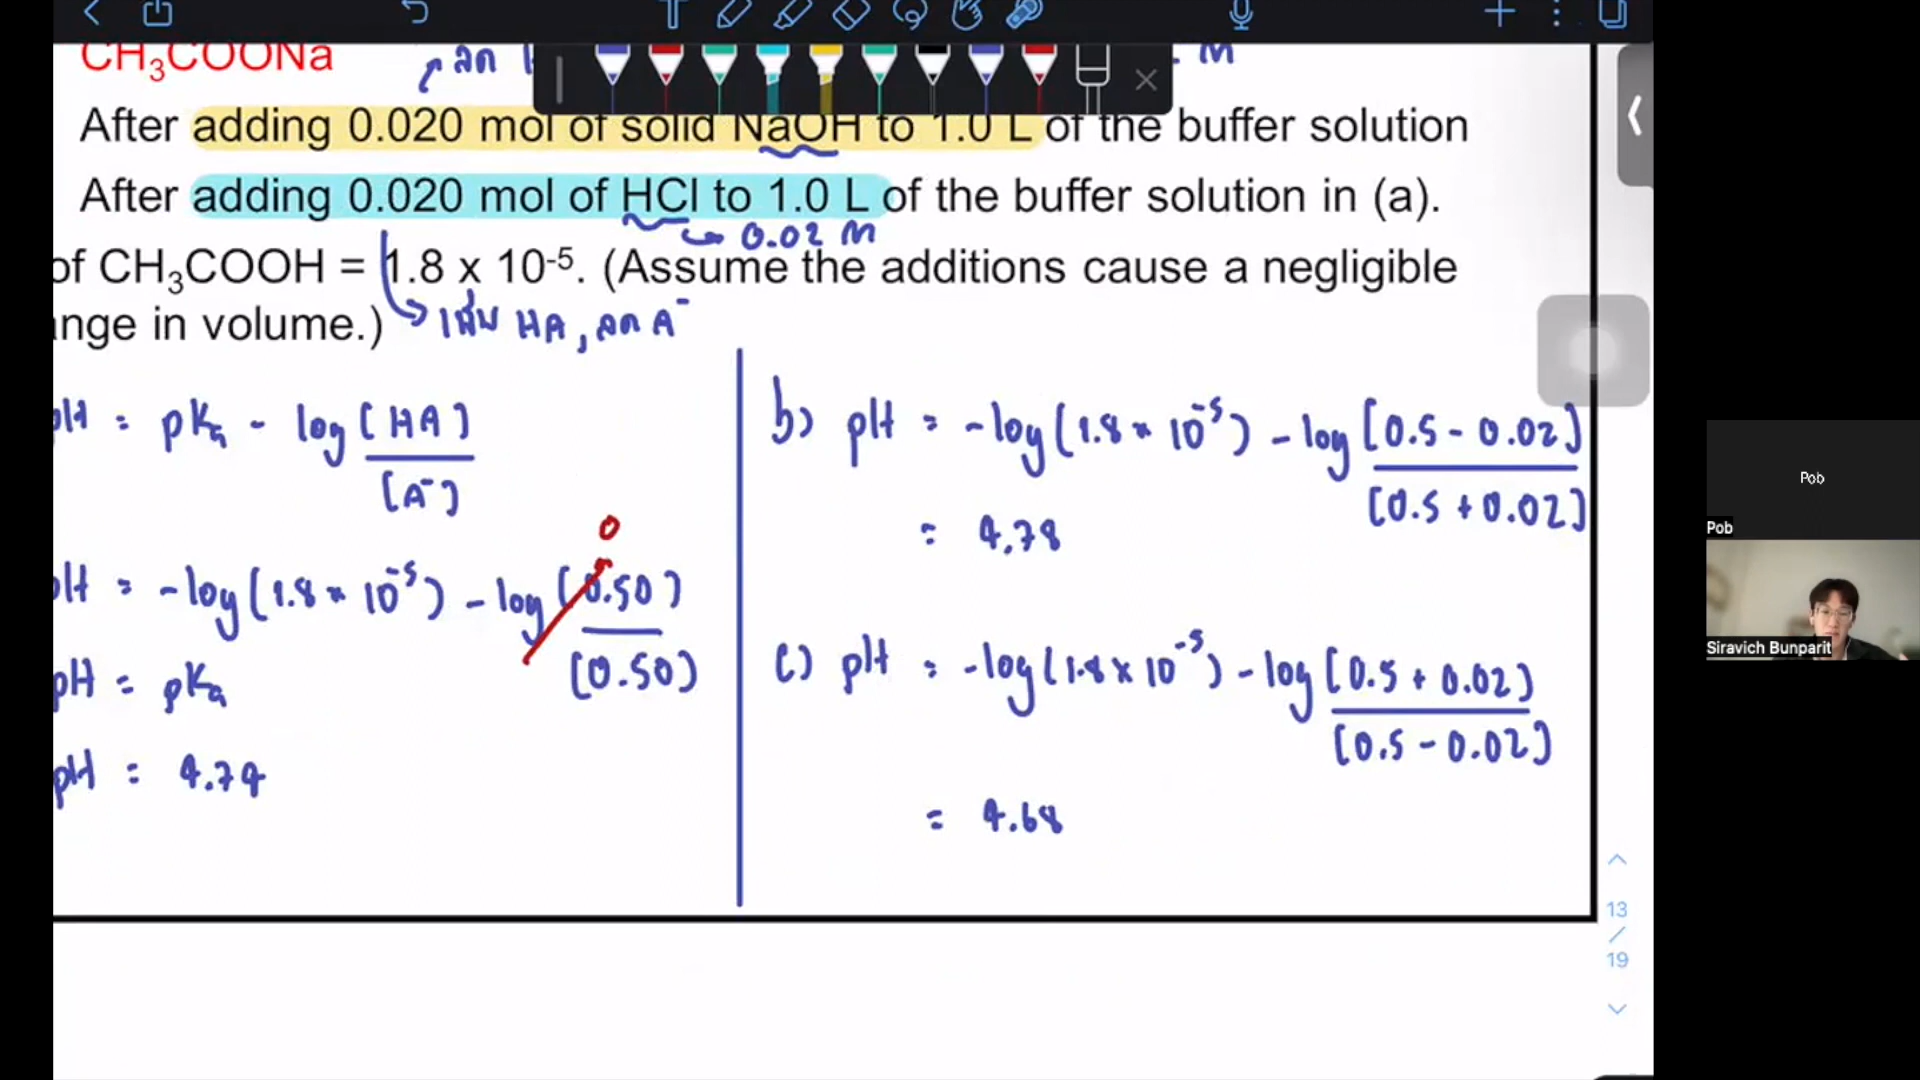 CH₃COONa
ลด
M
After adding 0.020 mol of solid NaOH to 1.0 L of the buffer solution
After adding 0.020 mol of HCl to 1.0 L of the buffer solution in (a).
0.02 M
of CH₃COOH = 1.8 x 10⁻⁵. (Assume the additions cause a negligible
nge in volume.)
เพิ่ม HA, ลด A⁻
pH = pKₐ - log [HA]
[A⁻]
0
pH = -log(1.8 × 10⁻⁵) - log (0.50)
(0.50)
pH = pKₐ
pH = 4.74
b) pH = -log(1.8 × 10⁻⁵) - log [0.5 - 0.02]
[0.5 + 0.02]
= 4.78
c) pH = -log(1.8 × 10⁻⁵) - log [0.5 + 0.02]
[0.5 - 0.02]
= 4.68
13
/
19
Pob
Pob
Siravich Bunparit